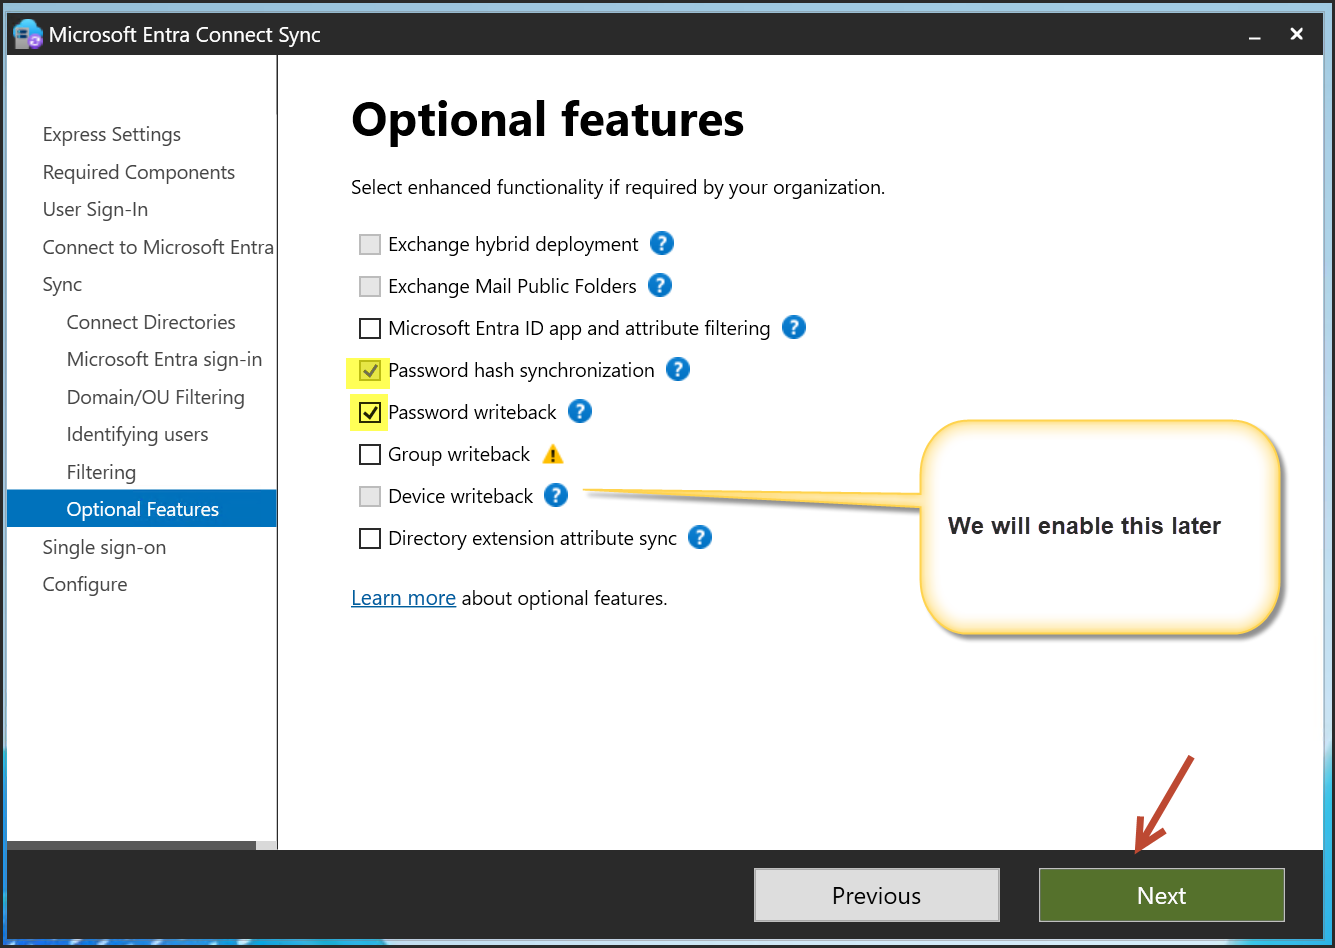 Microsoft Entra Connect Sync
Express Settings
Required Components
User Sign-In
Connect to Microsoft Entra
Sync
Connect Directories
Microsoft Entra sign-in
Domain/OU Filtering
Identifying users
Filtering
Optional Features
Single sign-on
Configure
Optional features
Select enhanced functionality if required by your organization.
Exchange hybrid deployment ?
Exchange Mail Public Folders ?
Microsoft Entra ID app and attribute filtering ?
Password hash synchronization ?
Password writeback ?
Group writeback !
Device writeback ?
Directory extension attribute sync ?
Learn more about optional features.
We will enable this later
Previous
Next